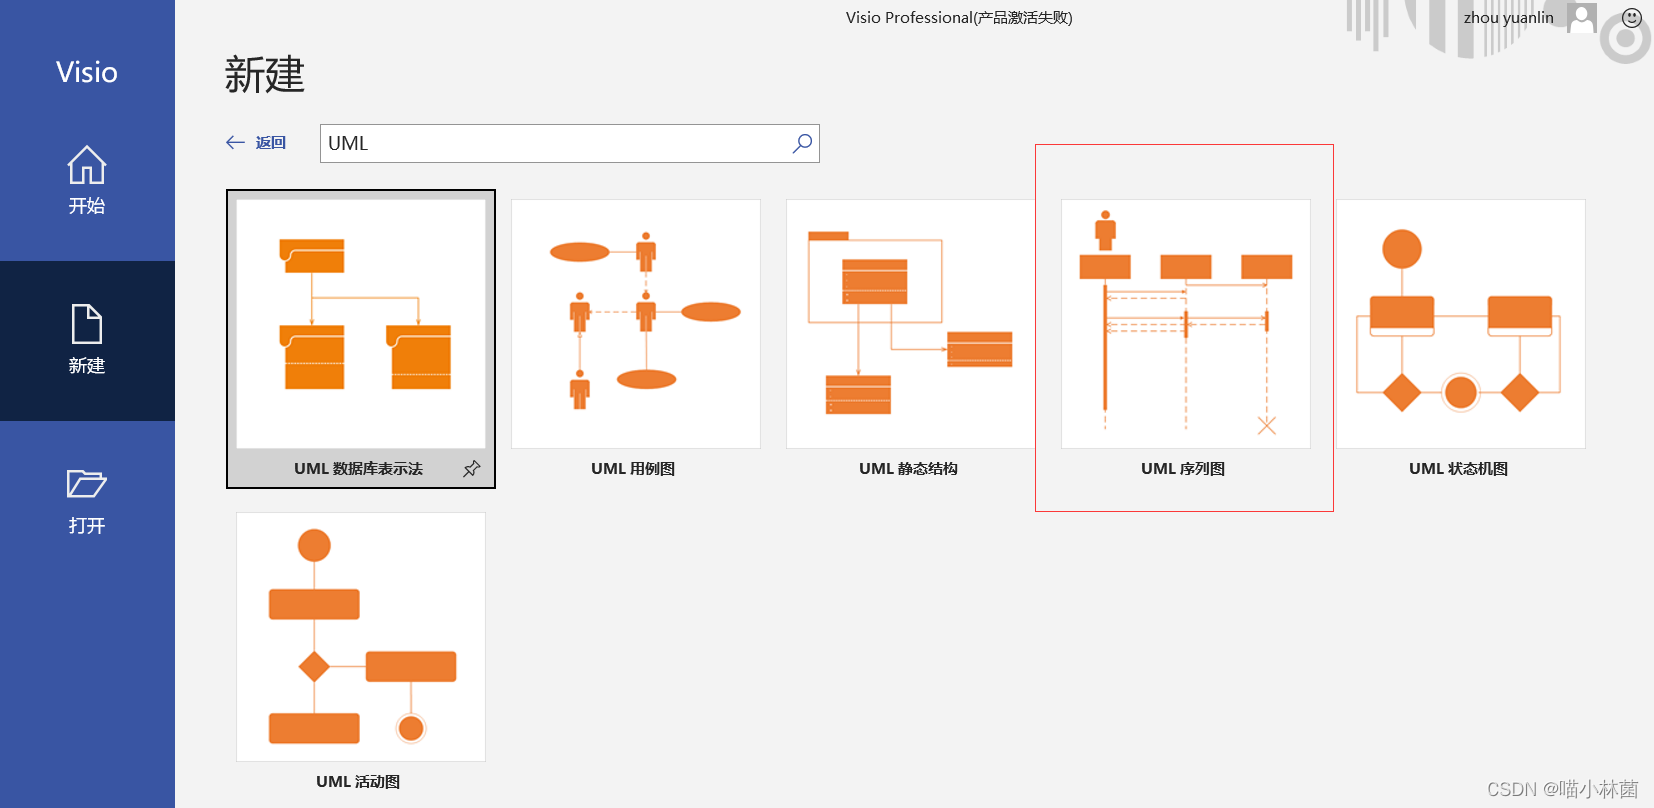 Visio Professional(产品激活失败)
zhou yuanlin
Visio
开始
新建
打开
新建
返回
UML
UML 数据库表示法
UML 用例图
UML 静态结构
UML 序列图
UML 状态机图
UML 活动图
CSDN @喵小林菌